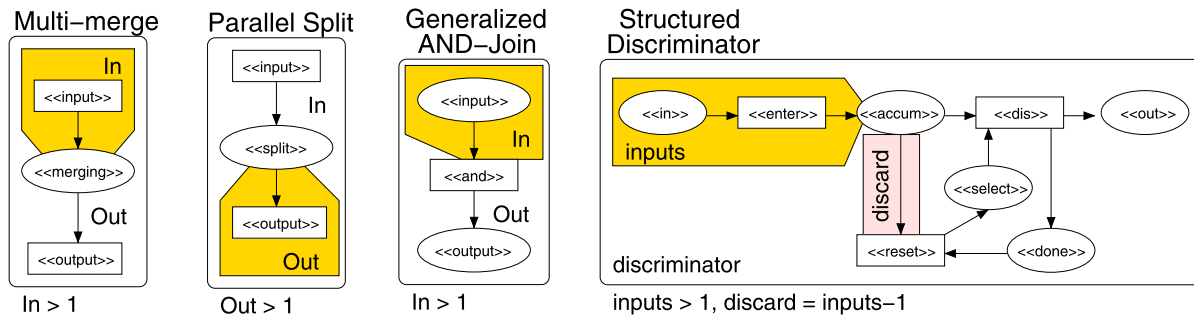 Multi−merge
In
<<input>>
<<merging>>
Out
<<output>>
In > 1
Parallel Split
<<input>>
In
<<split>>
<<output>>
Out
Out > 1
Generalized
AND−Join
<<input>>
In
<<and>>
Out
<<output>>
In > 1
Structured
Discriminator
<<in>>
<<enter>>
<<accum>>
<<dis>>
<<out>>
inputs
discard
<<select>>
<<reset>>
<<done>>
discriminator
inputs > 1, discard = inputs−1